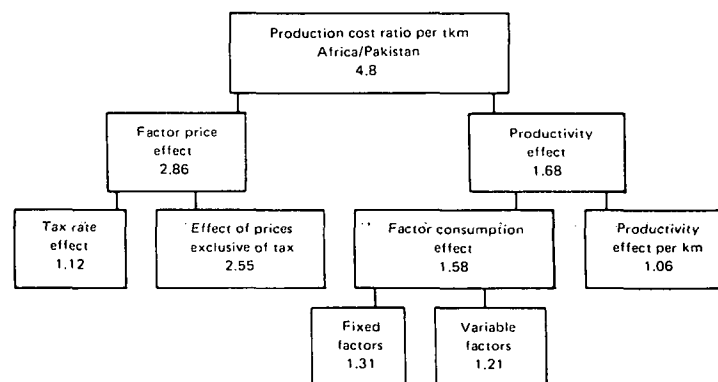 Production cost ratio per tkm
Africa/Pakistan
4.8
Factor price
effect
2.86
Productivity
effect
1.68
Tax rate
effect
1.12
Effect of prices
exclusive of tax
2.55
Factor consumption
effect
1.58
Productivity
effect per km
1.06
Fixed
factors
1.31
Variable
factors
1.21